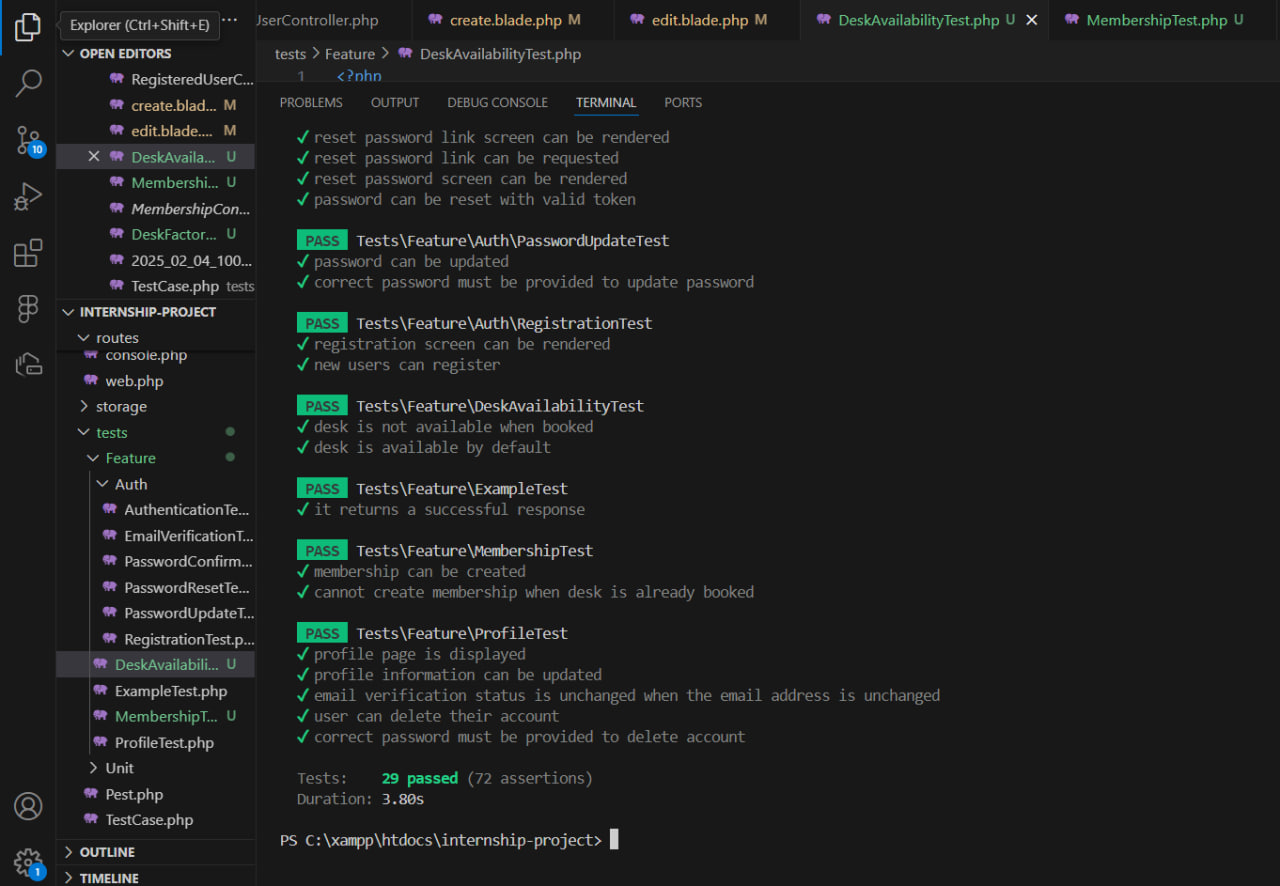 Explorer (Ctrl+Shift+E)
...
UserController.php
create.blade.php M
edit.blade.php M
DeskAvailabilityTest.php U
MembershipTest.php U
OPEN EDITORS
RegisteredUserC...
create.blad... M
edit.blade.... M
DeskAvaila... U
Membershi... U
MembershipCon...
DeskFactor... U
2025_02_04_100...
TestCase.php tests
INTERNSHIP-PROJECT
routes
console.php
web.php
storage
tests
Feature
Auth
AuthenticationTe...
EmailVerificationT...
PasswordConfirm...
PasswordResetTe...
PasswordUpdateT...
RegistrationTest.p...
DeskAvailabili... U
ExampleTest.php
MembershipT... U
ProfileTest.php
Unit
Pest.php
TestCase.php
OUTLINE
TIMELINE
10
1
tests > Feature > DeskAvailabilityTest.php
1 <?php
PROBLEMS OUTPUT DEBUG CONSOLE TERMINAL PORTS
✓ reset password link screen can be rendered
✓ reset password link can be requested
✓ reset password screen can be rendered
✓ password can be reset with valid token
PASS Tests\Feature\Auth\PasswordUpdateTest
✓ password can be updated
✓ correct password must be provided to update password
PASS Tests\Feature\Auth\RegistrationTest
✓ registration screen can be rendered
✓ new users can register
PASS Tests\Feature\DeskAvailabilityTest
✓ desk is not available when booked
✓ desk is available by default
PASS Tests\Feature\ExampleTest
✓ it returns a successful response
PASS Tests\Feature\MembershipTest
✓ membership can be created
✓ cannot create membership when desk is already booked
PASS Tests\Feature\ProfileTest
✓ profile page is displayed
✓ profile information can be updated
✓ email verification status is unchanged when the email address is unchanged
✓ user can delete their account
✓ correct password must be provided to delete account
Tests: 29 passed (72 assertions)
Duration: 3.80s
PS C:\xampp\htdocs\internship-project>